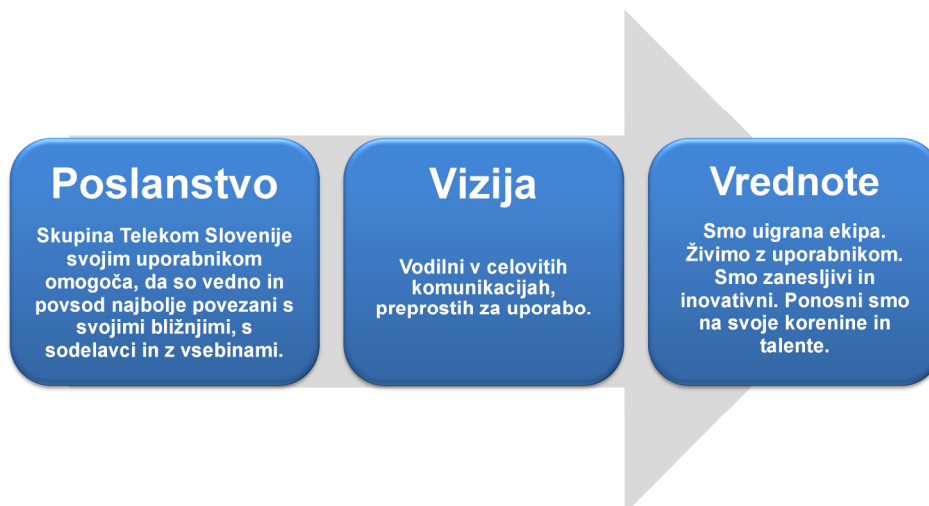 Poslanstvo
Skupina Telekom Slovenije
svojim uporabnikom
omogoča, da so vedno in
povsod najbolje povezani s
svojimi bližnjimi, s
sodelavci in z vsebinami.
Vizija
Vodilni v celovitih
komunikacijah,
preprostih za uporabo.
Vrednote
Smo uigrana ekipa.
Živimo z uporabnikom.
Smo zanesljivi in
inovativni. Ponosni smo
na svoje korenine in
talente.